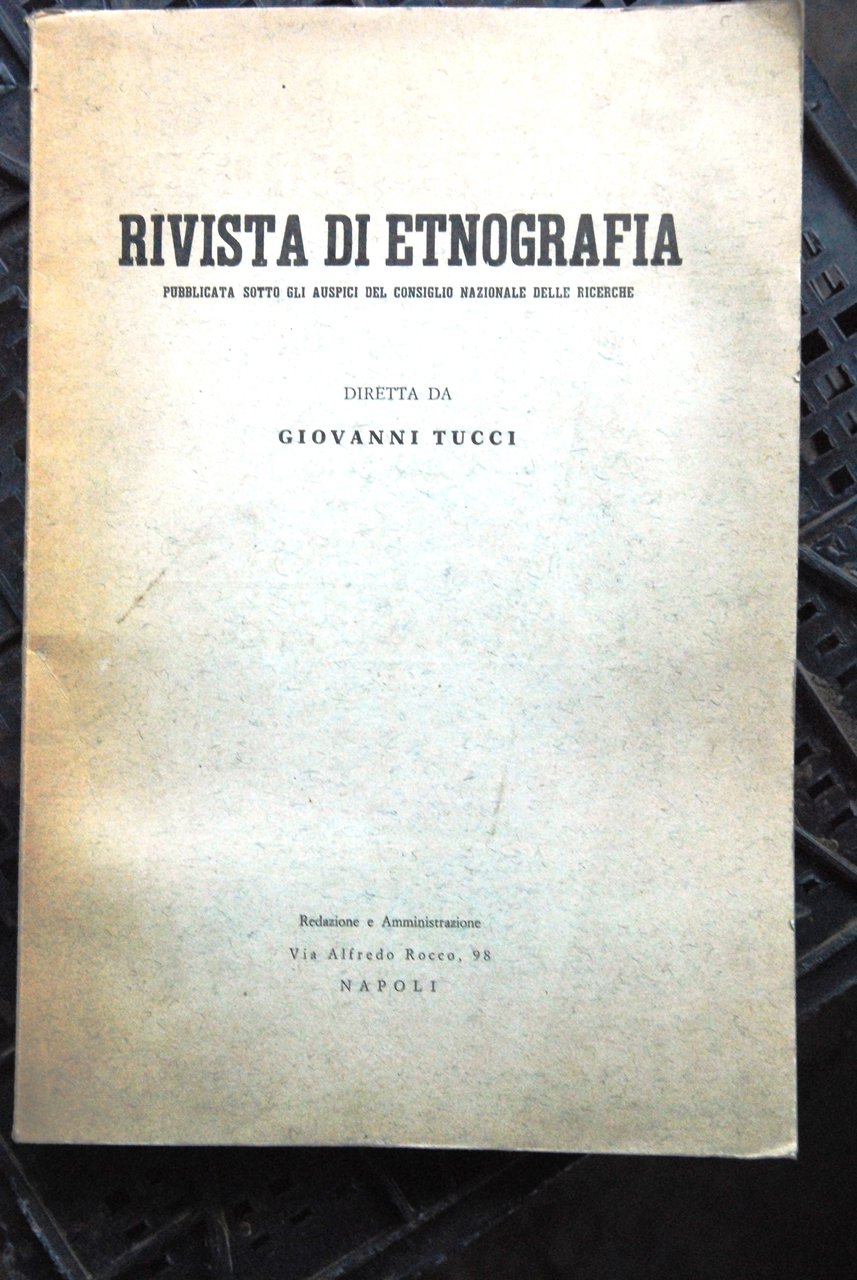 RIVISTA DI ETNOGRAFIA
PUBBLICATA SOTTO GLI AUSPICI DEL CONSIGLIO NAZIONALE DELLE RICERCHE
DIRETTA DA
GIOVANNI TUCCI
Redazione e Amministrazione
Via Alfredo Rocco, 98
NAPOLI